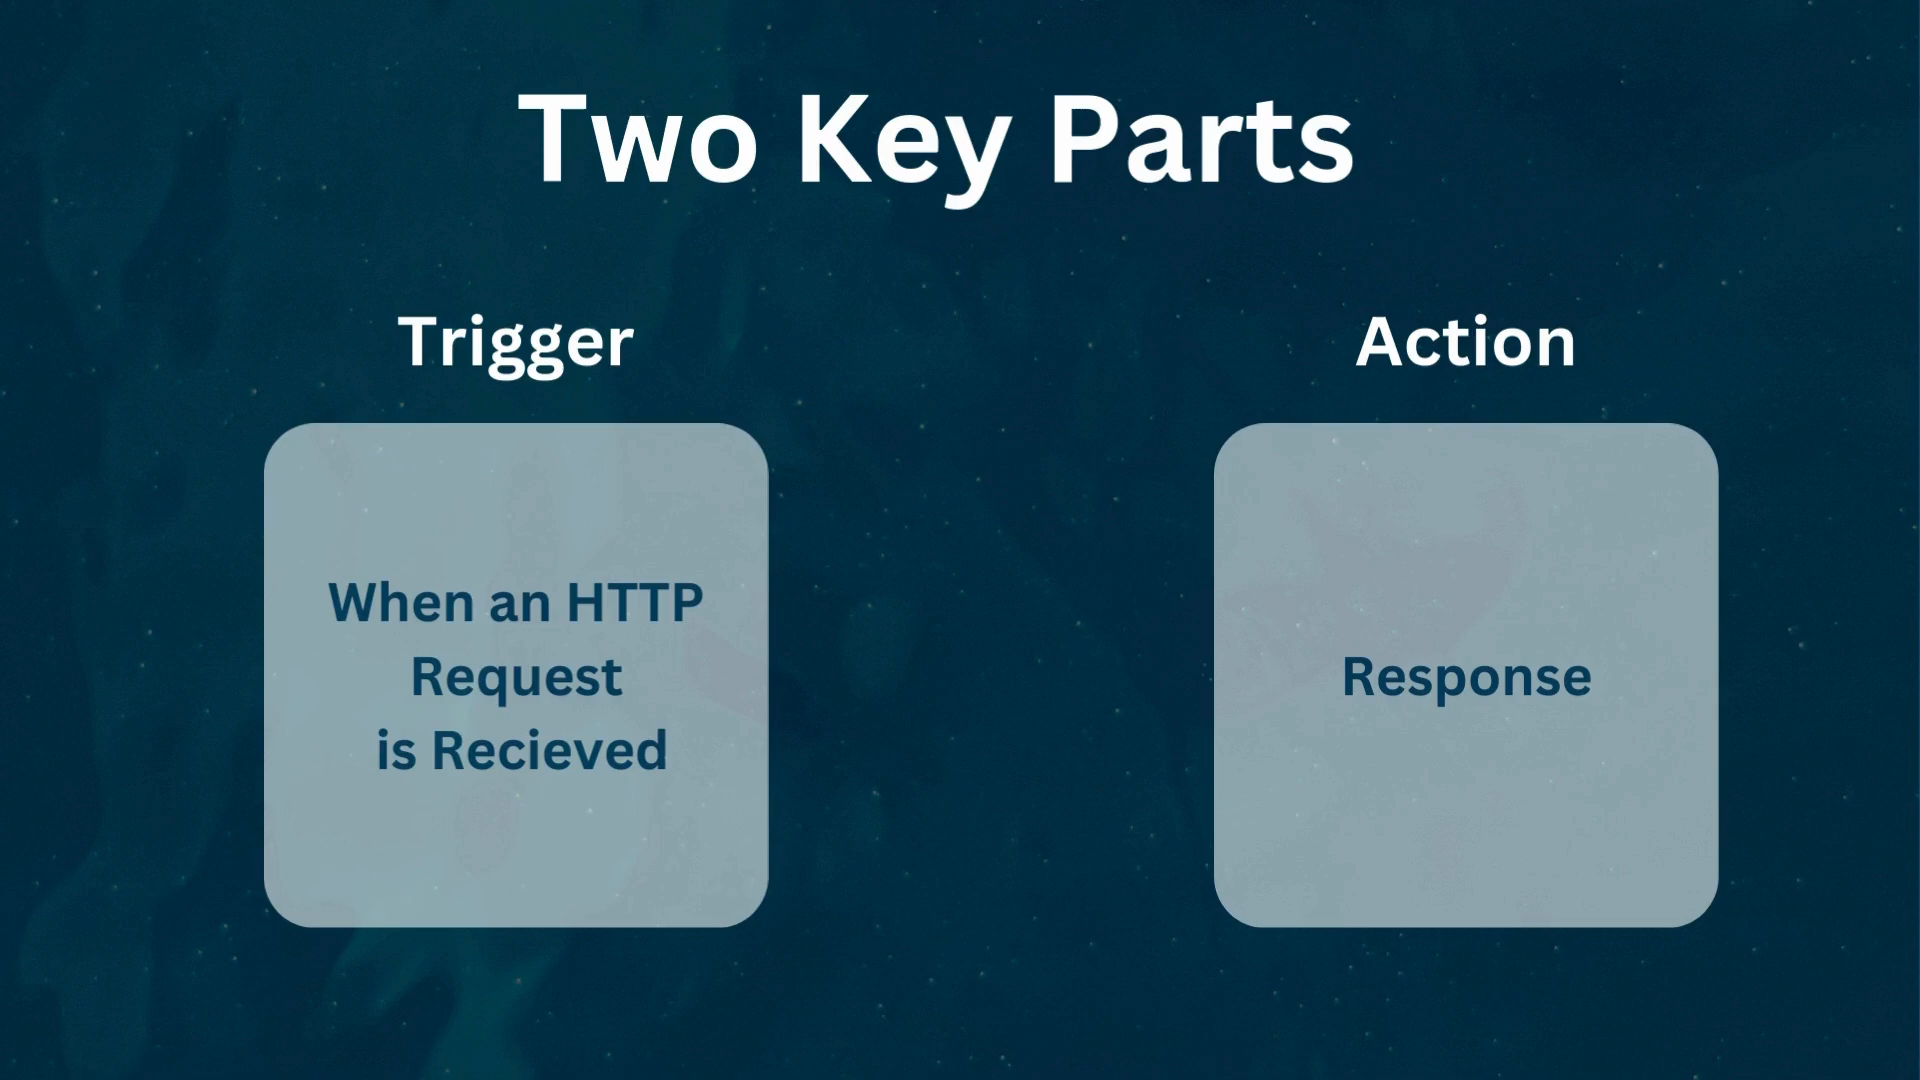 Two Key Parts
Trigger
When an HTTP
Request
is Recieved
Action
Response